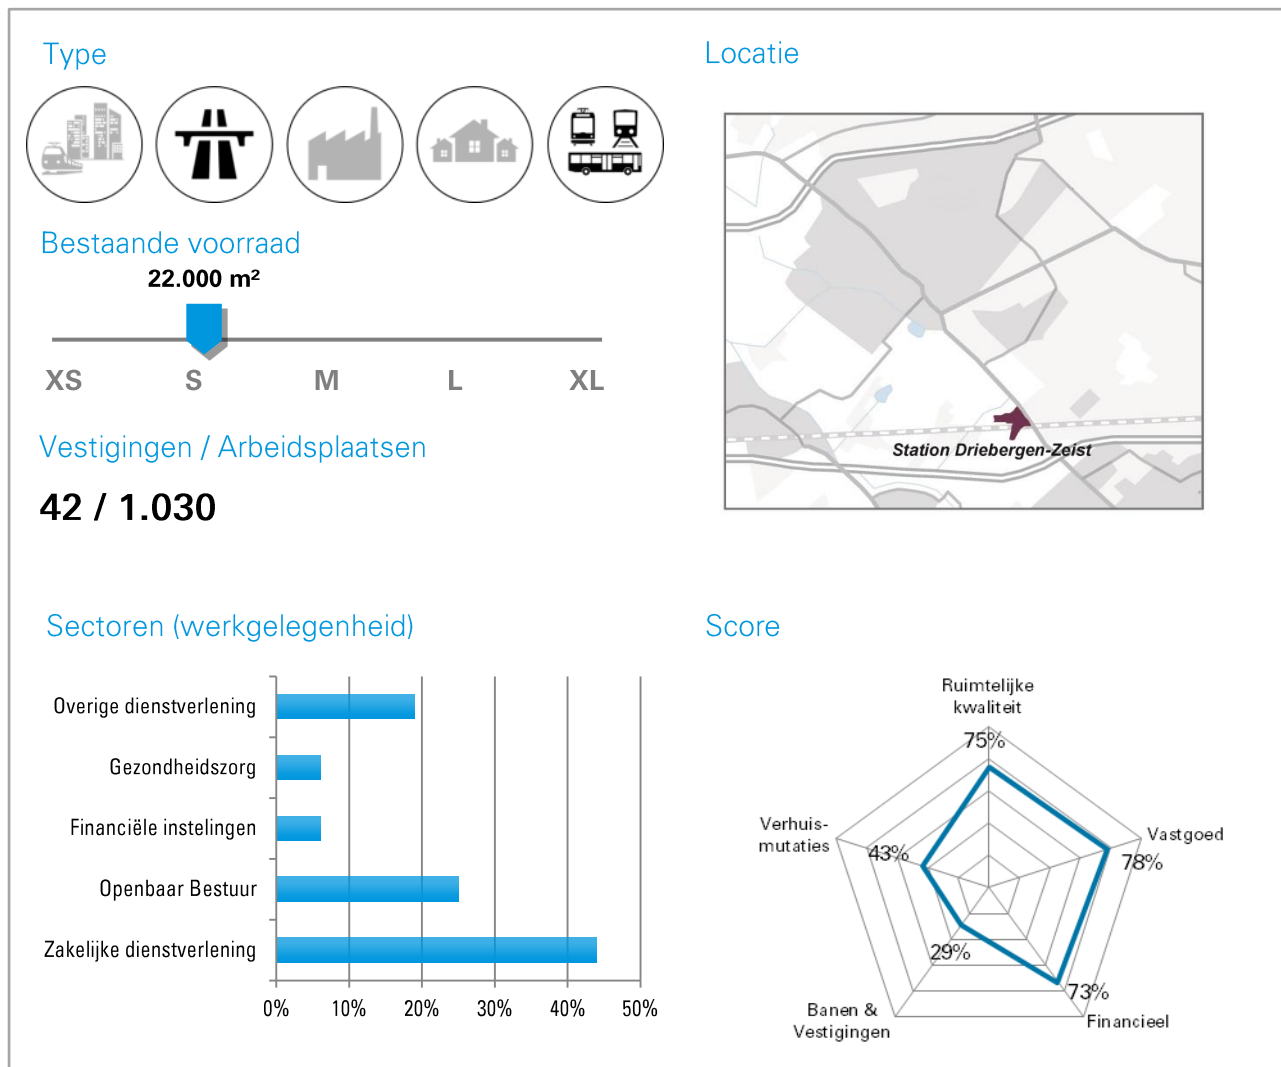 Type
Locatie
Bestaande voorraad
22.000 m²
XS S M L XL
Vestigingen / Arbeidsplaatsen
42 / 1.030
Station Driebergen-Zeist
Sectoren (werkgelegenheid)
Overige dienstverlening
Gezondheidszorg
Financiële instelingen
Openbaar Bestuur
Zakelijke dienstverlening
0% 10% 20% 30% 40% 50%
Score
Ruimtelijke
kwaliteit
75%
Verhuis-
mutaties
43%
Vastgoed
78%
29%
73%
Banen &
Vestigingen
Financieel